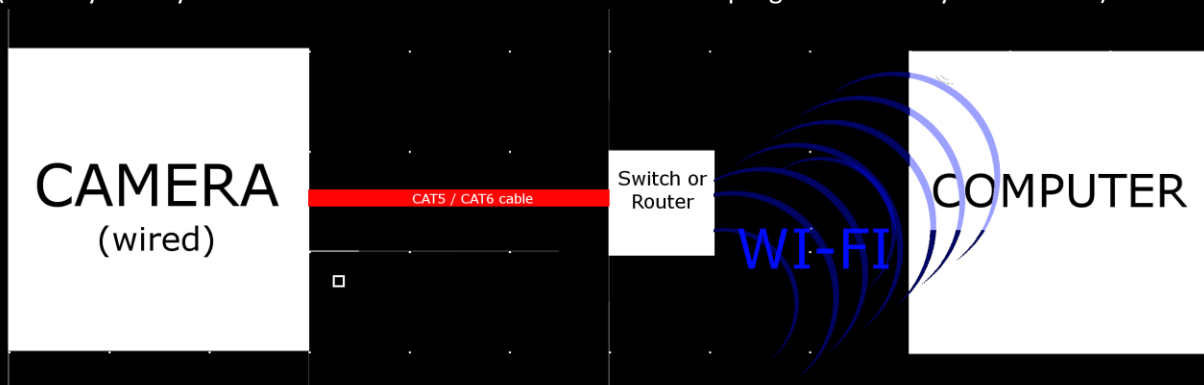 CAMERA
(wired)
CAT5 / CAT6 cable
Switch or
Router
WI-FI
COMPUTER